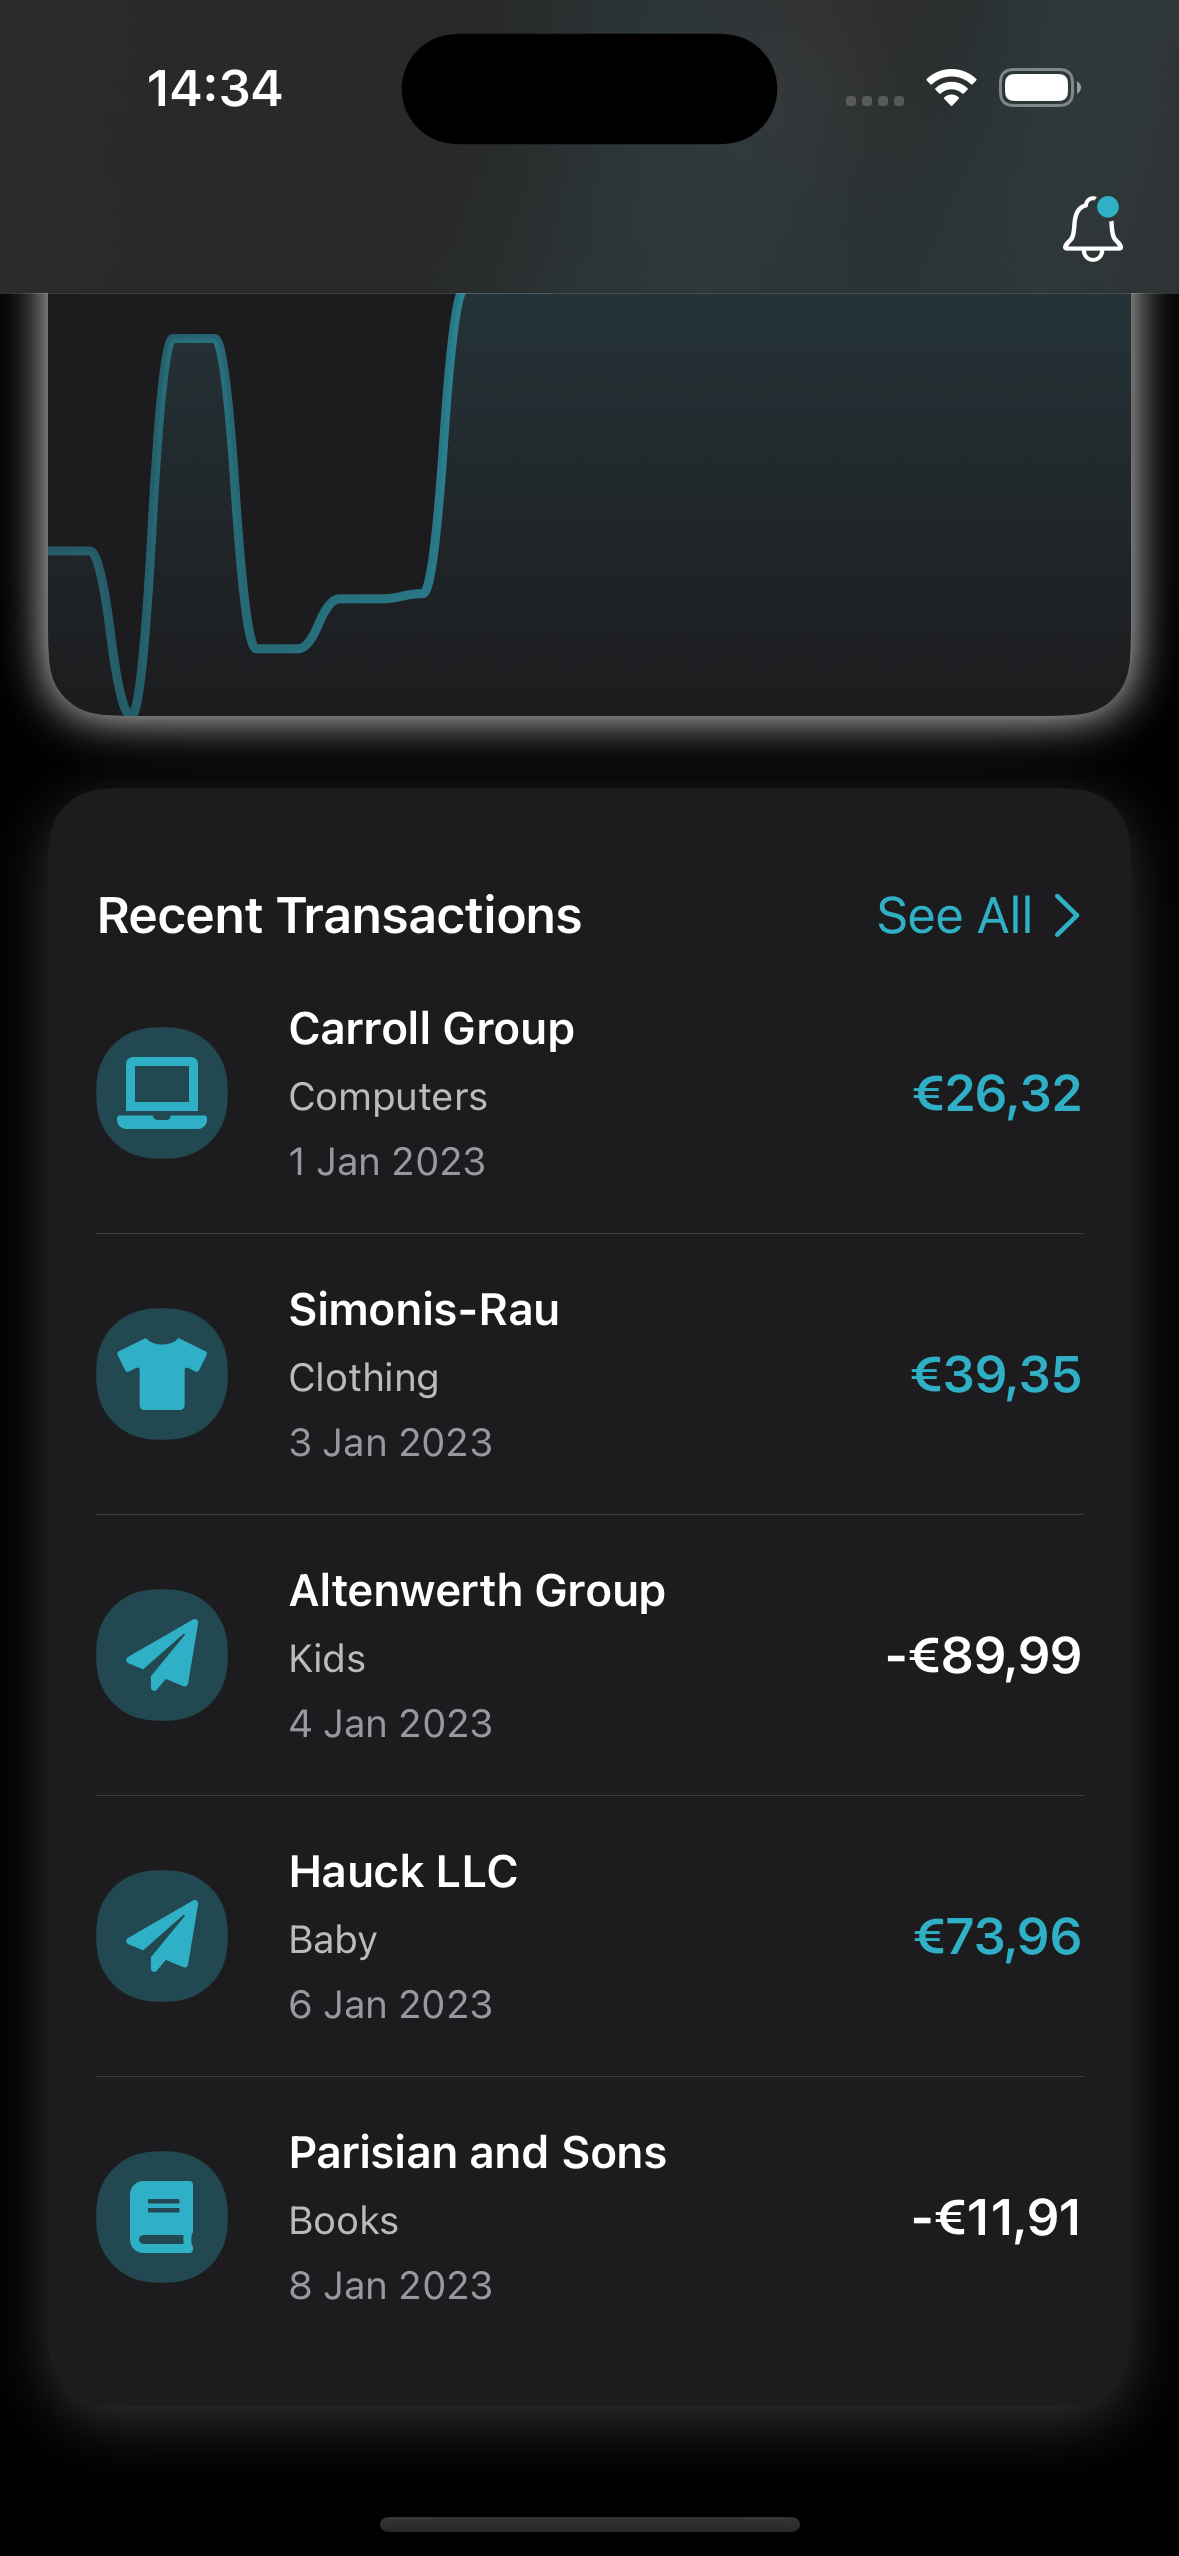 14:34
Recent Transactions
See All
Carroll Group
Computers
€26,32
1 Jan 2023
Simonis-Rau
Clothing
€39,35
3 Jan 2023
Altenwerth Group
Kids
-€89,99
4 Jan 2023
Hauck LLC
Baby
€73,96
6 Jan 2023
Parisian and Sons
Books
-€11,91
8 Jan 2023